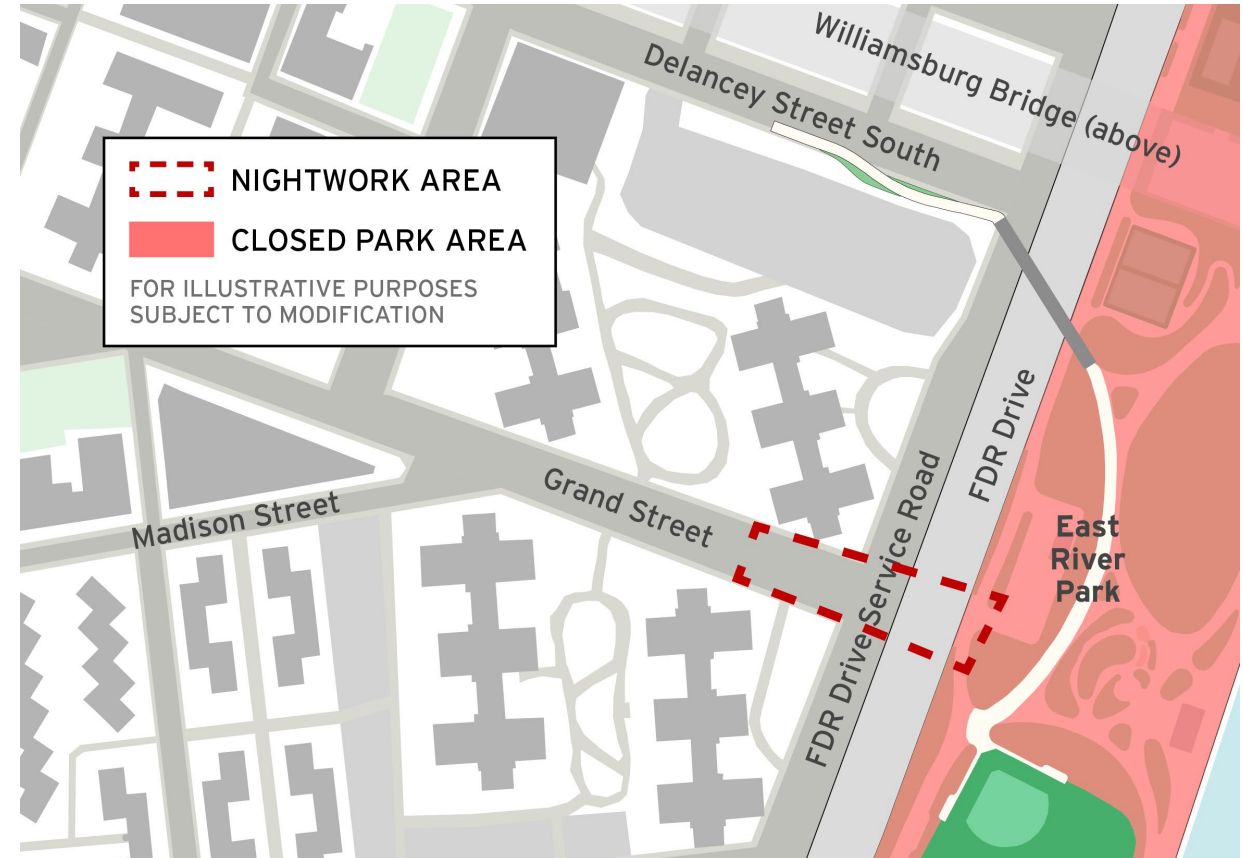 Williamsburg Bridge (above)
Delancey Street South
NIGHTWORK AREA
CLOSED PARK AREA
FOR ILLUSTRATIVE PURPOSES
SUBJECT TO MODIFICATION
FDR Drive
Grand Street
Madison Street
FDR Drive Service Road
East
River
Park